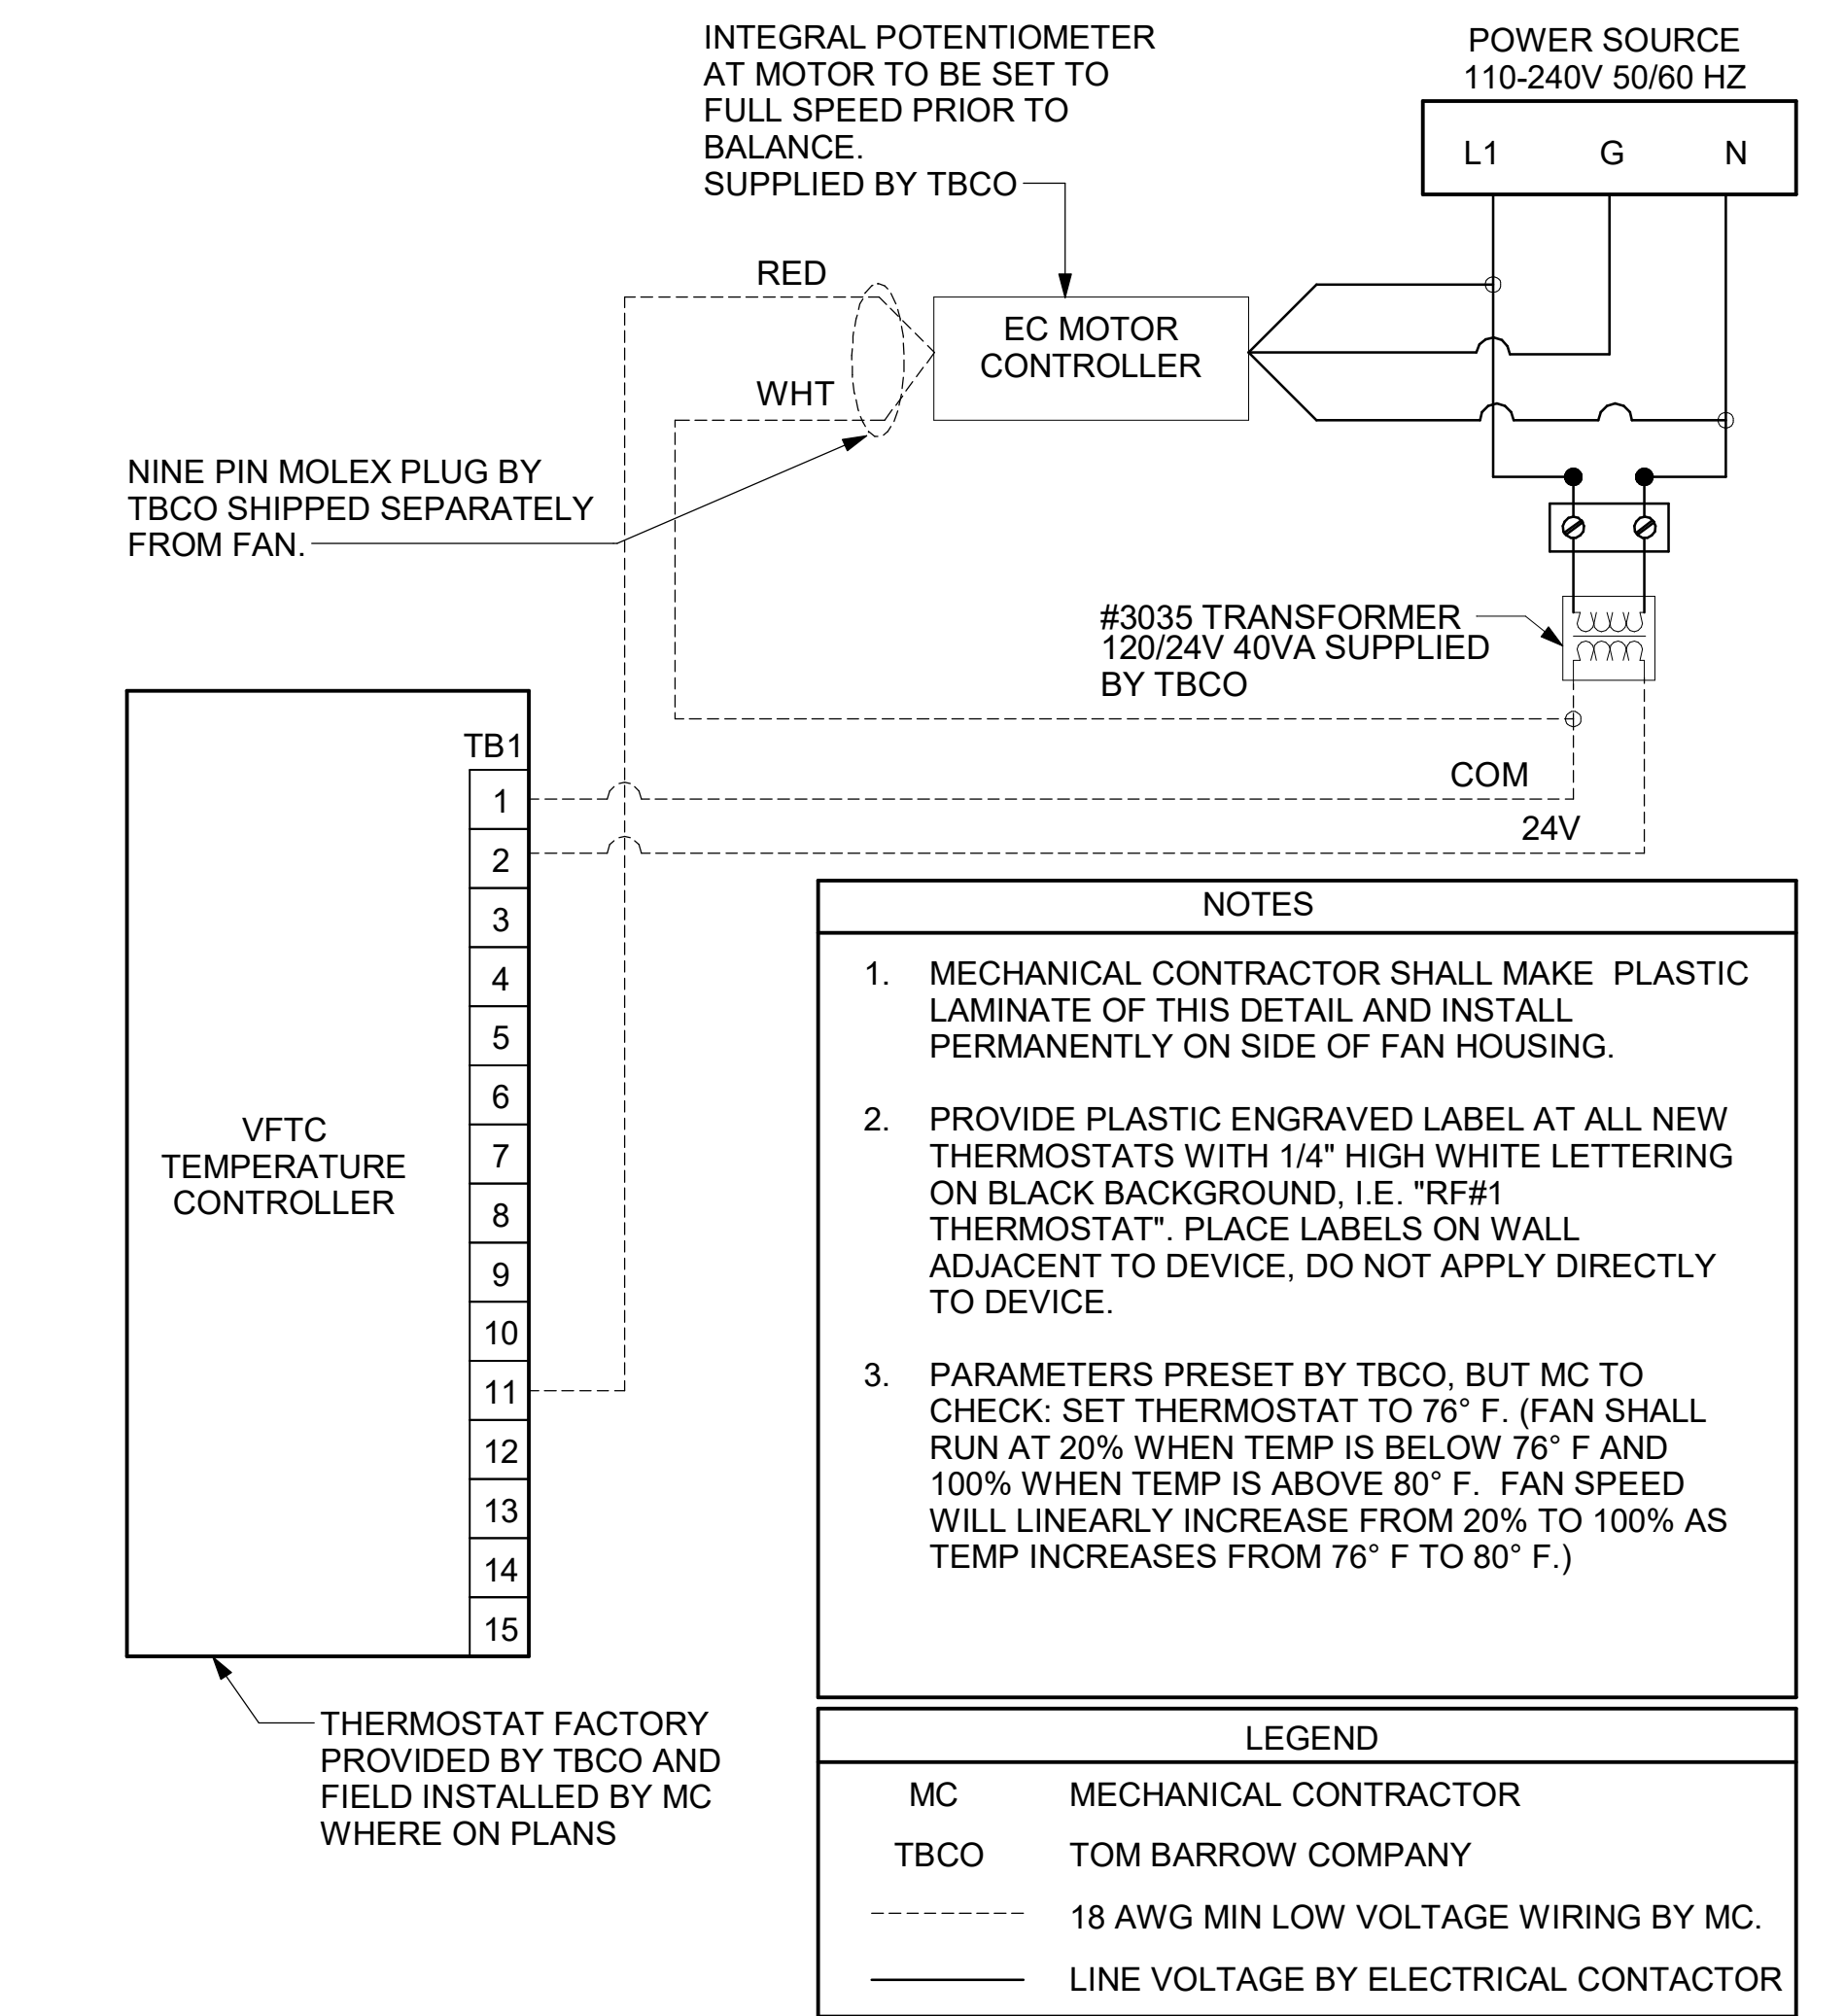 INTEGRAL POTENTIOMETER
AT MOTOR TO BE SET TO
FULL SPEED PRIOR TO
BALANCE.
SUPPLIED BY TBCO
POWER SOURCE
110-240V 50/60 HZ
L1 G N
RED
EC MOTOR
CONTROLLER
WHT
NINE PIN MOLEX PLUG BY
TBCO SHIPPED SEPARATELY
FROM FAN.
#3035 TRANSFORMER
120/24V 40VA SUPPLIED
BY TBCO
TB1
COM
24V
1
2
3
4
5
6
7
8
9
10
11
12
13
14
15
VFTC
TEMPERATURE
CONTROLLER
THERMOSTAT FACTORY
PROVIDED BY TBCO AND
FIELD INSTALLED BY MC
WHERE ON PLANS
NOTES
1. MECHANICAL CONTRACTOR SHALL MAKE PLASTIC
LAMINATE OF THIS DETAIL AND INSTALL
PERMANENTLY ON SIDE OF FAN HOUSING.
2. PROVIDE PLASTIC ENGRAVED LABEL AT ALL NEW
THERMOSTATS WITH 1/4" HIGH WHITE LETTERING
ON BLACK BACKGROUND, I.E. "RF#1
THERMOSTAT". PLACE LABELS ON WALL
ADJACENT TO DEVICE, DO NOT APPLY DIRECTLY
TO DEVICE.
3. PARAMETERS PRESET BY TBCO, BUT MC TO
CHECK: SET THERMOSTAT TO 76° F. (FAN SHALL
RUN AT 20% WHEN TEMP IS BELOW 76° F AND
100% WHEN TEMP IS ABOVE 80° F. FAN SPEED
WILL LINEARLY INCREASE FROM 20% TO 100% AS
TEMP INCREASES FROM 76° F TO 80° F.)
LEGEND
MC MECHANICAL CONTRACTOR
TBCO TOM BARROW COMPANY
18 AWG MIN LOW VOLTAGE WIRING BY MC.
LINE VOLTAGE BY ELECTRICAL CONTACTOR